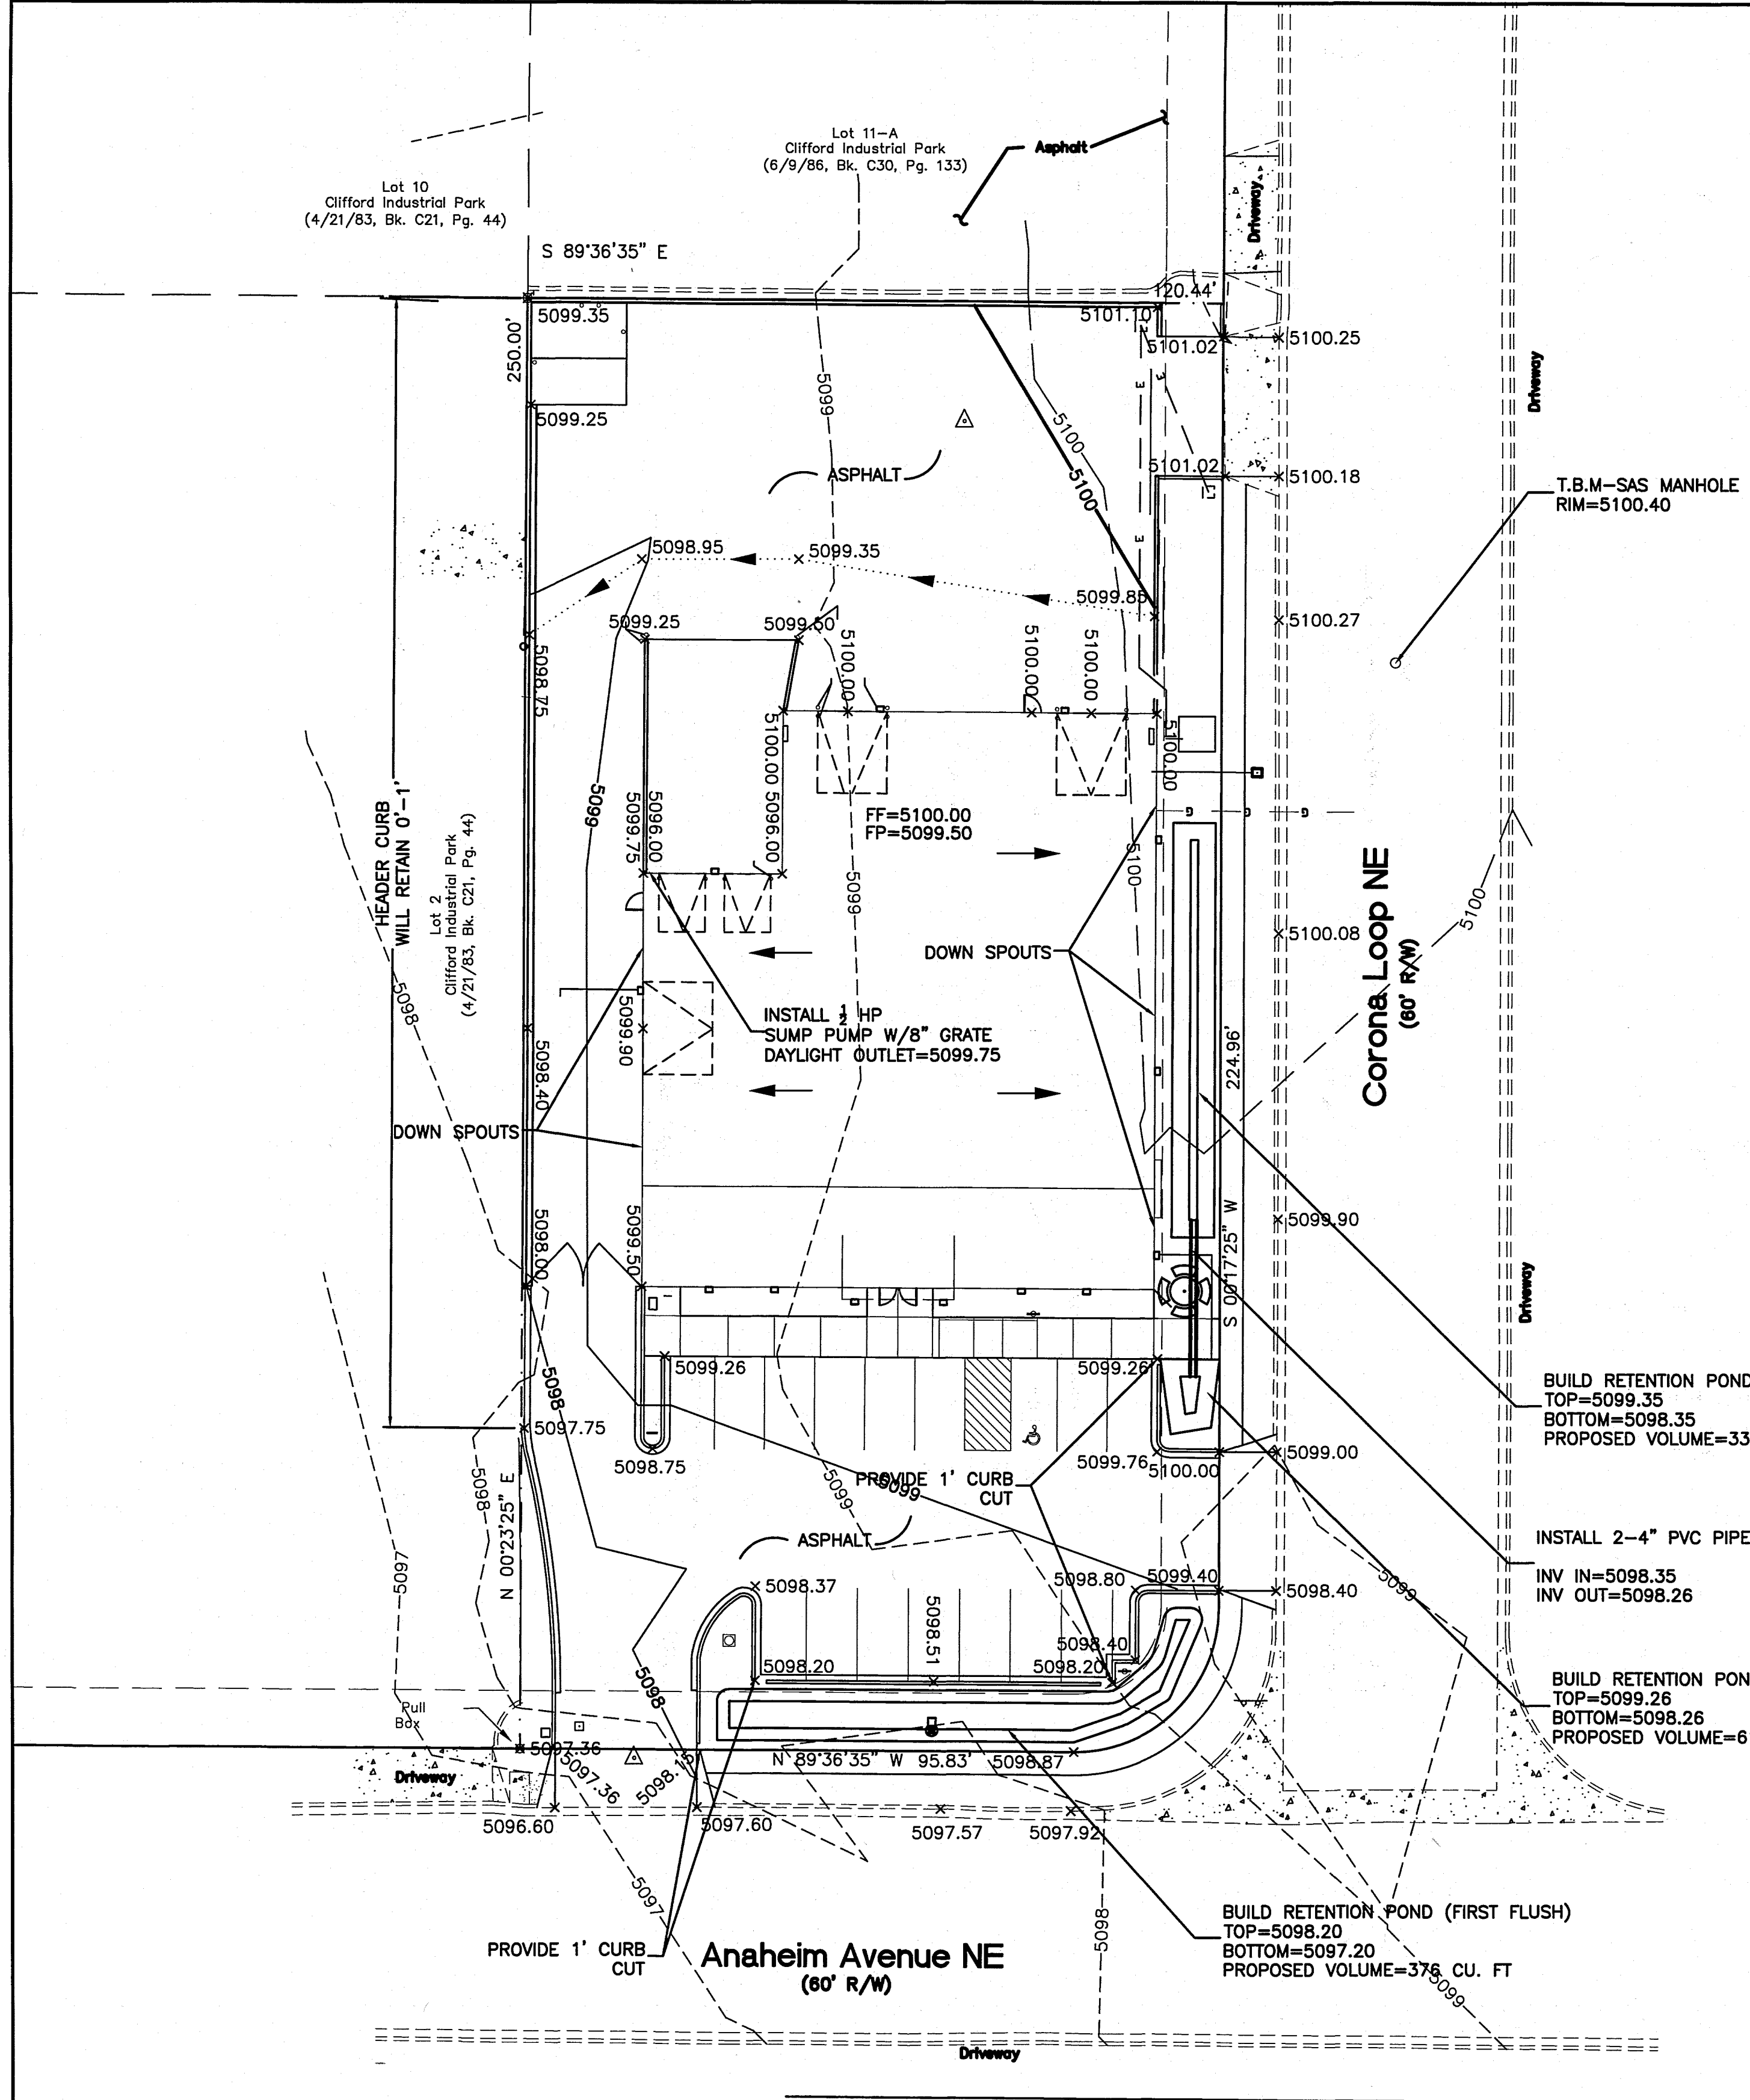 Lot 11-A
Clifford Industrial Park
(6/9/86, Bk. C30, Pg. 133)
Asphalt
Lot 10
Clifford Industrial Park
(4/21/83, Bk. C21, Pg. 44)
Driveway
S 89°36'35" E
120.44'
5099.35
5101.10
5101.02
5100.25
250.00'
Driveway
5099
5099.25
5100
5100
ASPHALT
5101.02
5100.18
T.B.M-SAS MANHOLE
RIM=5100.40
E
E
E
5098.95
5099.35
5099.85
5099.25
5099.50
5100.27
5098.75
5100.00
5100.00
5100.00
5100.00
5099
5099.75
5096.00
5100.00
5096.00
FF=5100.00
FP=5099.50
G
G
G
HEADER CURB
WILL RETAIN 0'-1'
Lot 2
Clifford Industrial Park
(4/21/83, Bk. C21, Pg. 44)
5099
5100
5100
5100.08
Corona Loop NE
(60' R/W)
DOWN SPOUTS
5098
5099.90
INSTALL ½ HP
SUMP PUMP W/8" GRATE
DAYLIGHT OUTLET=5099.75
5098.40
224.96'
DOWN SPOUTS
5098.00
5099.50
S 00°17'25" W
5099.90
Driveway
5099.26
5099.26
BUILD RETENTION POND
TOP=5099.35
BOTTOM=5098.35
PROPOSED VOLUME=33
5098
5097.75
5098.75
5099.76
5100.00
5099.00
5098
N 00°23'25" E
5099
5099
PROVIDE 1' CURB
CUT
INSTALL 2-4" PVC PIPE
INV IN=5098.35
INV OUT=5098.26
ASPHALT
5097
5098.37
5098.80
5099.40
5098.40
5099
5098.51
5098.40
5098.20
5098.20
5098
BUILD RETENTION PON
TOP=5099.26
BOTTOM=5098.26
PROPOSED VOLUME=6
Pull
Box
5097.36
5097.36
N 89°36'35" W 95.83'
5098.87
Driveway
5096.60
5097.60
5097.57
5097.92
5097
5098
BUILD RETENTION POND (FIRST FLUSH)
TOP=5098.20
BOTTOM=5097.20
PROPOSED VOLUME=376 CU. FT
5099
PROVIDE 1' CURB
CUT
Anaheim Avenue NE
(60' R/W)
Driveway